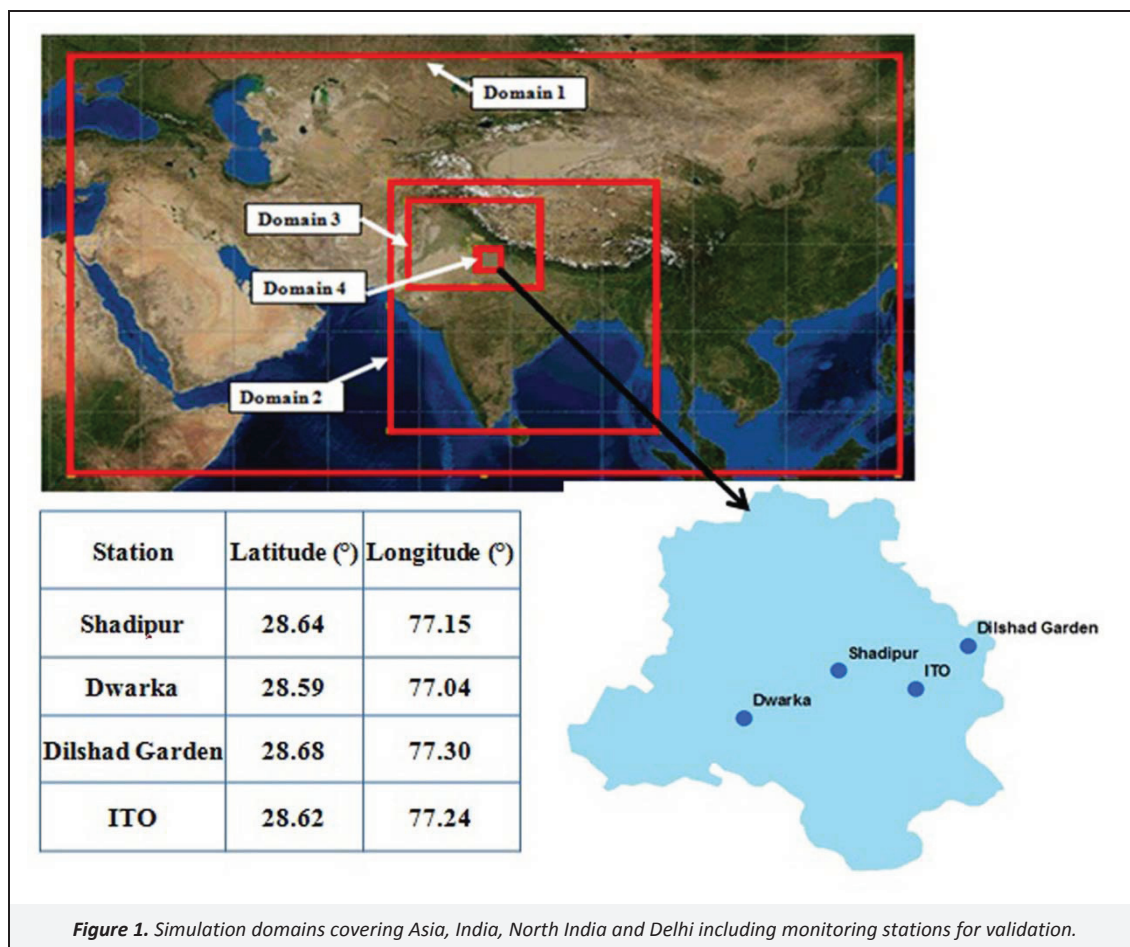 Domain 1
Domain 3
Domain 4
Domain 2
Station Latitude (°) Longitude (°)
Shadipur 28.64 77.15
Dwarka 28.59 77.04
Dilshad Garden 28.68 77.30
ITO 28.62 77.24
Dilshad Garden
Shadipur
ITO
Dwarka
Figure 1. Simulation domains covering Asia, India, North India and Delhi including monitoring stations for validation.